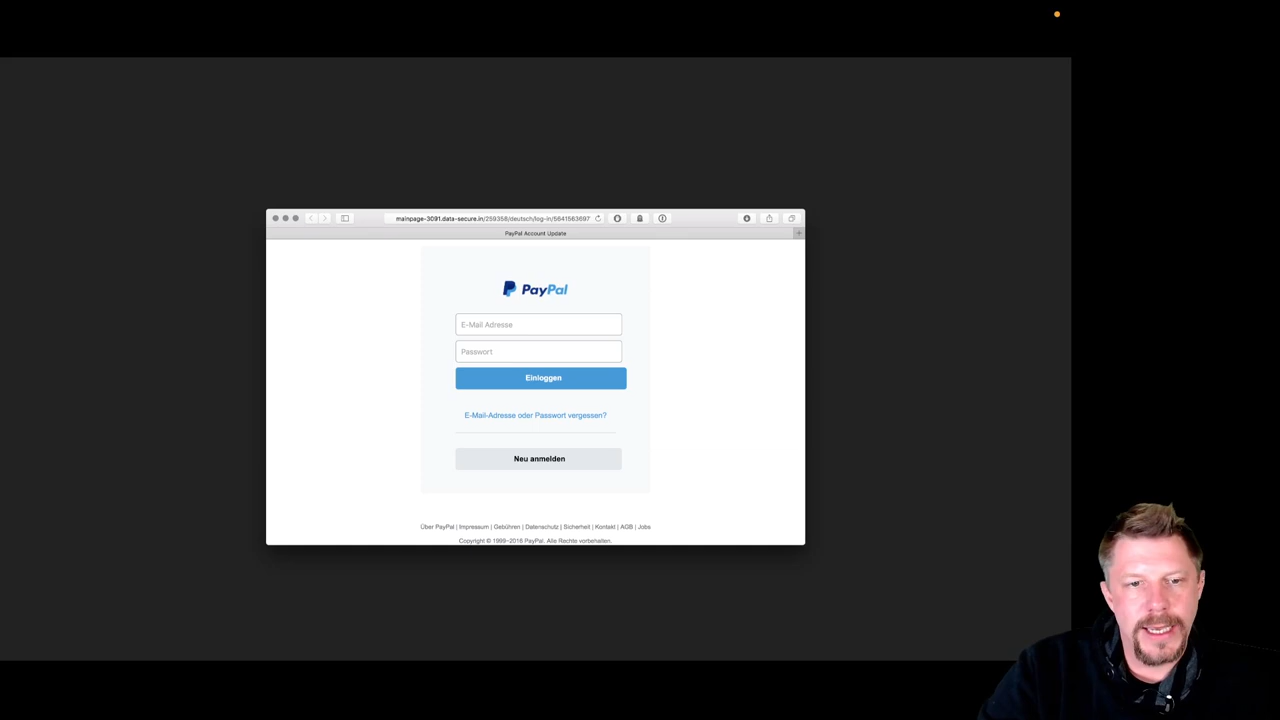 mainpage-3091.data-secure.in/259358/deutsch/log-in/5641563697
PayPal Account Update
PayPal
E-Mail Adresse
Passwort
Einloggen
E-Mail-Adresse oder Passwort vergessen?
Neu anmelden
Über PayPal | Impressum | Gebühren | Datenschutz | Sicherheit | Kontakt | AGB | Jobs
Copyright © 1999-2016 PayPal. Alle Rechte vorbehalten.